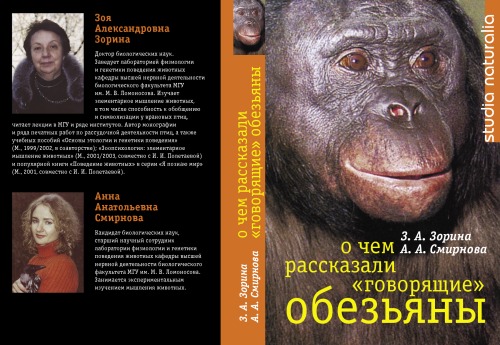 Зоя
Александровна
Зорина
Доктор биологических наук.
Заведует лабораторией физиологии
и генетики поведения животных
кафедры высшей нервной деятельности
биологического факультета МГУ
им. М. В. Ломоносова. Изучает
элементарное мышление животных,
в том числе способность к обобщению
и символизации у врановых птиц,
читает лекции в МГУ и ряде институтов. Автор монографии
и ряда печатных работ по рассудочной деятельности птиц, а также
учебных пособий «Основы этологии и генетики поведения»
(М., 1999/2002, в соавторстве); «Зоопсихология: элементарное
мышление животных» (М., 2001/2003, совместно с И. И. Полетаевой)
и популярной книги «Поведение животных» в серии «Я познаю мир»
(М., 2001, совместно с И. И. Полетаевой).
Анна
Анатольевна
Смирнова
Кандидат биологических наук,
старший научный сотрудник
лаборатории физиологии и генетики
поведения животных кафедры высшей
нервной деятельности биологического
факультета МГУ им. М. В. Ломоносова.
Занимается экспериментальным
изучением мышления животных.
З. А. Зорина
А. А. Смирнова
о чем рассказали
«говорящие» обезьяны
studia naturalia
З. А. Зорина
А. А. Смирнова
о чем
рассказали
«говорящие»
обезьяны